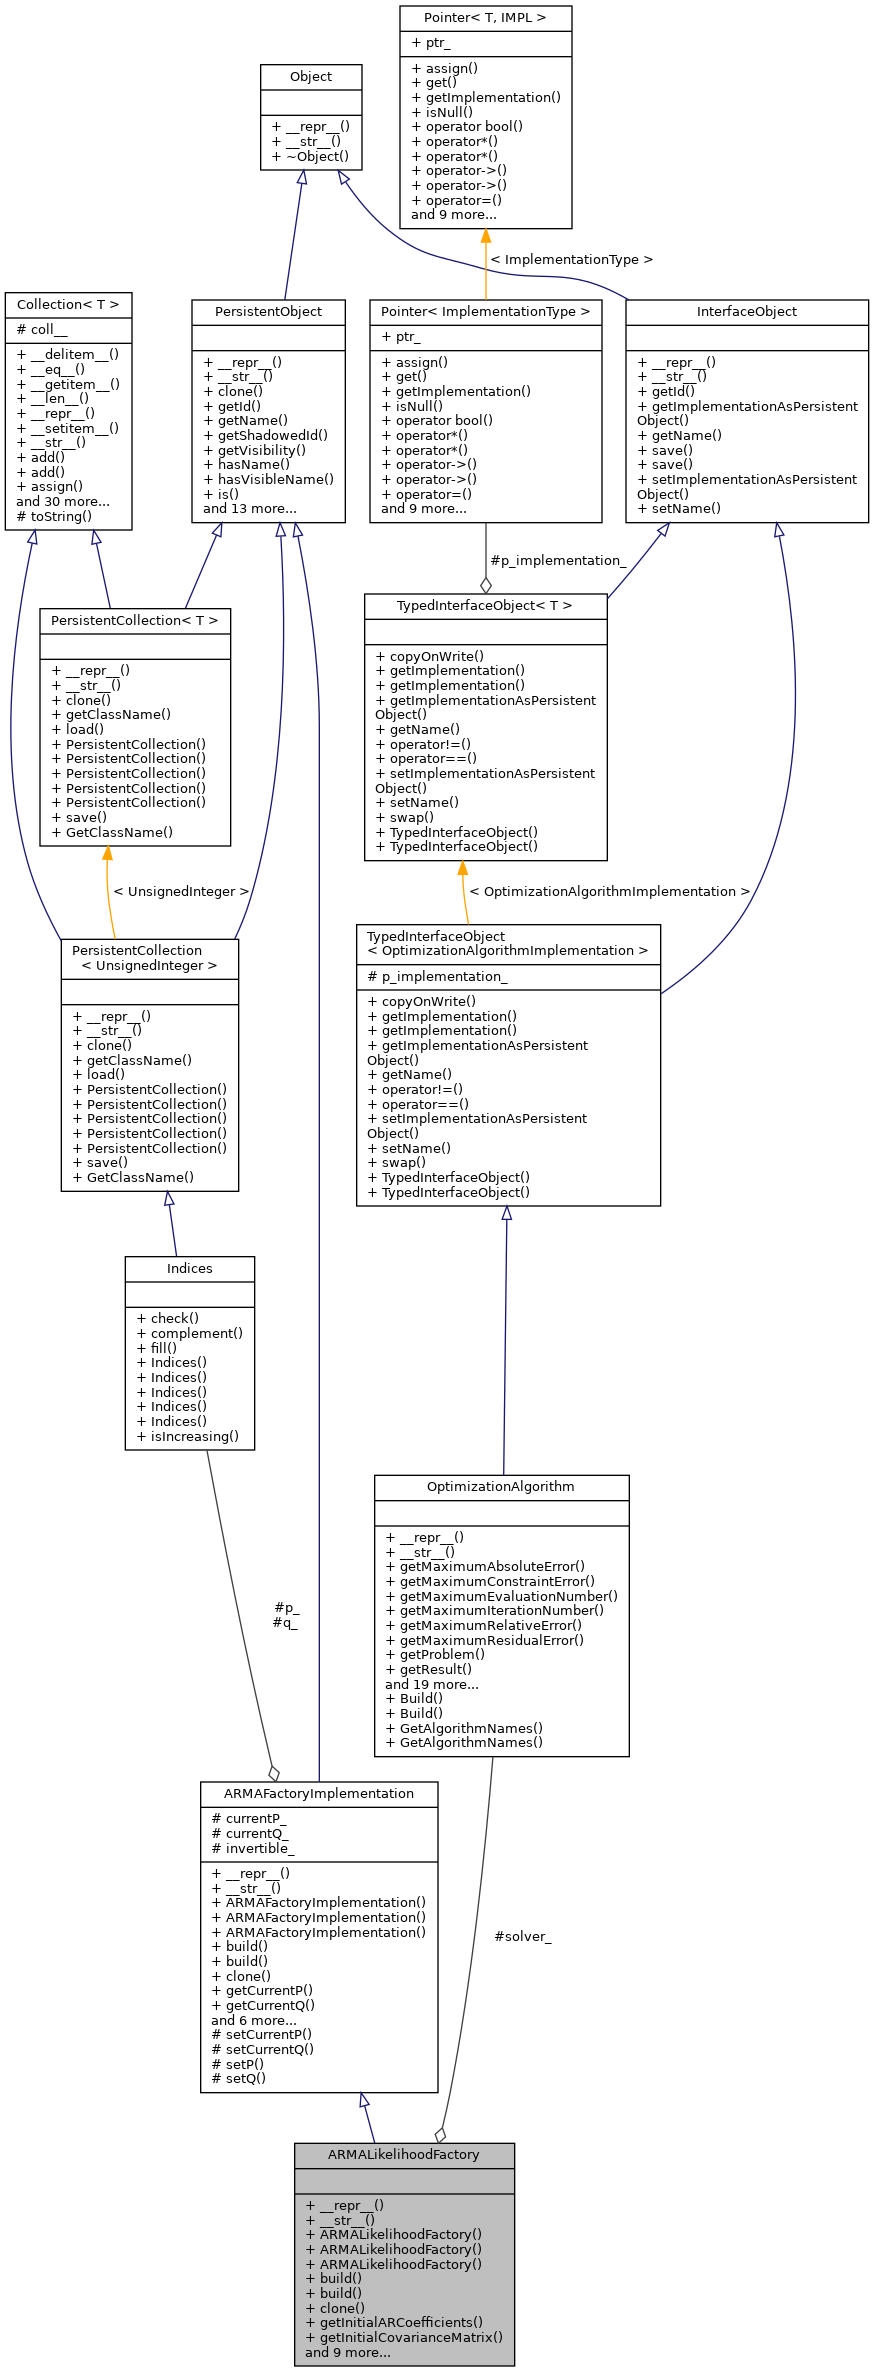 Pointer< T, IMPL >
+ ptr_
+ assign()
+ get()
+ getImplementation()
+ isNull()
+ operator bool()
+ operator*()
+ operator*()
+ operator->()
+ operator->()
+ operator=()
and 9 more...
Object
+ __repr__()
+ __str__()
+ ~Object()
< ImplementationType >
Collection< T >
# coll__
+ __delitem__()
+ __eq__()
+ __getitem__()
+ __len__()
+ __repr__()
+ __setitem__()
+ __str__()
+ add()
+ add()
+ assign()
and 30 more...
# toString()
PersistentObject
+ __repr__()
+ __str__()
+ clone()
+ getId()
+ getName()
+ getShadowedId()
+ getVisibility()
+ hasName()
+ hasVisibleName()
+ is()
and 13 more...
Pointer< ImplementationType >
+ ptr_
+ assign()
+ get()
+ getImplementation()
+ isNull()
+ operator bool()
+ operator*()
+ operator*()
+ operator->()
+ operator->()
+ operator=()
and 9 more...
InterfaceObject
+ __repr__()
+ __str__()
+ getId()
+ getImplementationAsPersistent
Object()
+ getName()
+ save()
+ save()
+ setImplementationAsPersistent
Object()
+ setName()
#p_implementation_
PersistentCollection< T >
+ __repr__()
+ __str__()
+ clone()
+ getClassName()
+ load()
+ PersistentCollection()
+ PersistentCollection()
+ PersistentCollection()
+ PersistentCollection()
+ PersistentCollection()
+ save()
+ GetClassName()
TypedInterfaceObject< T >
+ copyOnWrite()
+ getImplementation()
+ getImplementation()
+ getImplementationAsPersistent
Object()
+ getName()
+ operator!=()
+ operator==()
+ setImplementationAsPersistent
Object()
+ setName()
+ swap()
+ TypedInterfaceObject()
+ TypedInterfaceObject()
< UnsignedInteger >
< OptimizationAlgorithmImplementation >
PersistentCollection
< UnsignedInteger >
+ __repr__()
+ __str__()
+ clone()
+ getClassName()
+ load()
+ PersistentCollection()
+ PersistentCollection()
+ PersistentCollection()
+ PersistentCollection()
+ PersistentCollection()
+ save()
+ GetClassName()
TypedInterfaceObject
< OptimizationAlgorithmImplementation >
# p_implementation_
+ copyOnWrite()
+ getImplementation()
+ getImplementation()
+ getImplementationAsPersistent
Object()
+ getName()
+ operator!=()
+ operator==()
+ setImplementationAsPersistent
Object()
+ setName()
+ swap()
+ TypedInterfaceObject()
+ TypedInterfaceObject()
Indices
+ check()
+ complement()
+ fill()
+ Indices()
+ Indices()
+ Indices()
+ Indices()
+ Indices()
+ isIncreasing()
OptimizationAlgorithm
+ __repr__()
+ __str__()
+ getMaximumAbsoluteError()
+ getMaximumConstraintError()
+ getMaximumEvaluationNumber()
+ getMaximumIterationNumber()
+ getMaximumRelativeError()
+ getMaximumResidualError()
+ getProblem()
+ getResult()
and 19 more...
+ Build()
+ Build()
+ GetAlgorithmNames()
+ GetAlgorithmNames()
#p_
#q_
ARMAFactoryImplementation
# currentP_
# currentQ_
# invertible_
+ __repr__()
+ __str__()
+ ARMAFactoryImplementation()
+ ARMAFactoryImplementation()
+ ARMAFactoryImplementation()
+ build()
+ build()
+ clone()
+ getCurrentP()
+ getCurrentQ()
and 6 more...
# setCurrentP()
# setCurrentQ()
# setP()
# setQ()
#solver_
ARMALikelihoodFactory
+ __repr__()
+ __str__()
+ ARMALikelihoodFactory()
+ ARMALikelihoodFactory()
+ ARMALikelihoodFactory()
+ build()
+ build()
+ clone()
+ getInitialARCoefficients()
+ getInitialCovarianceMatrix()
and 9 more...